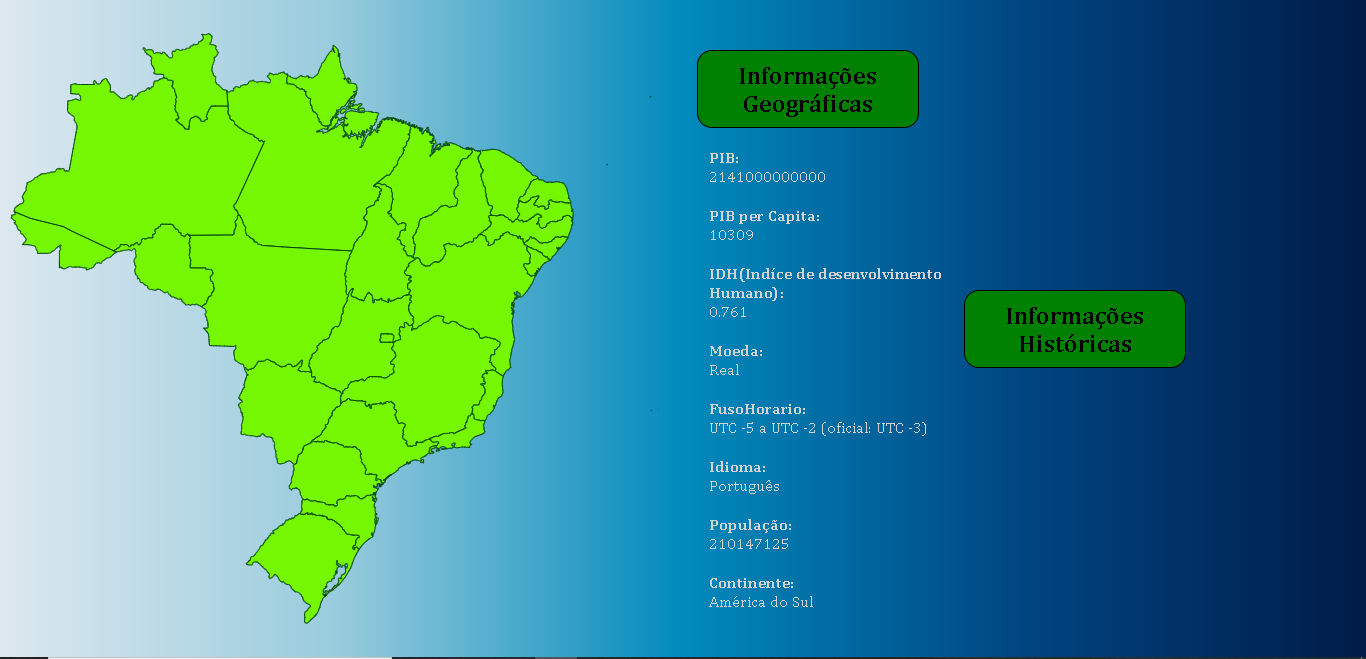 Informações
Geográficas
PIB:
2141000000000
PIB per Capita:
10309
IDH(Indíce de desenvolvimento
Humano):
0.761
Moeda:
Real
FusoHorario:
UTC -5 a UTC -2 (oficial: UTC -3)
Idioma:
Português
População:
210147125
Continente:
América do Sul
Informações
Históricas